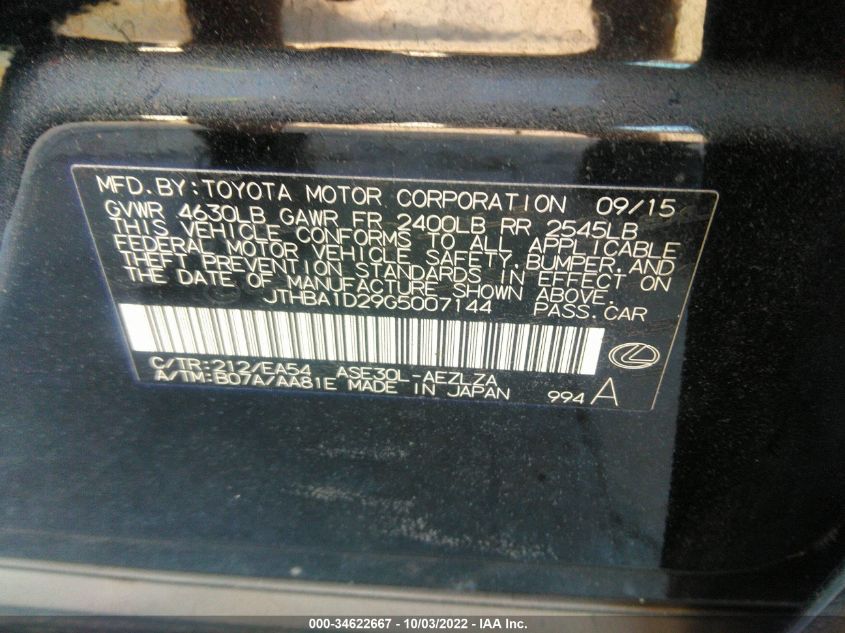 MFD.BY:TOYOTA MOTOR CORPORATION 09/15
GVWR 4630LB GAWR FR 2400LB RR 2545LB
THIS VEHICLE CONFORMS TO ALL APPLICABLE
FEDERAL MOTOR VEHICLE SAFETY, BUMPER, AND
THEFT PREVENTION STANDARDS IN EFFECT ON
THE DATE OF MANUFACTURE SHOWN ABOVE.
JTHBA1D29G5007144 PASS.CAR
C/TR:212/EA54 ASE30L-AEZLZA
A/TM:B07A/AA81E MADE IN JAPAN 994 A
000-34622667 - 10/03/2022 - IAA Inc.